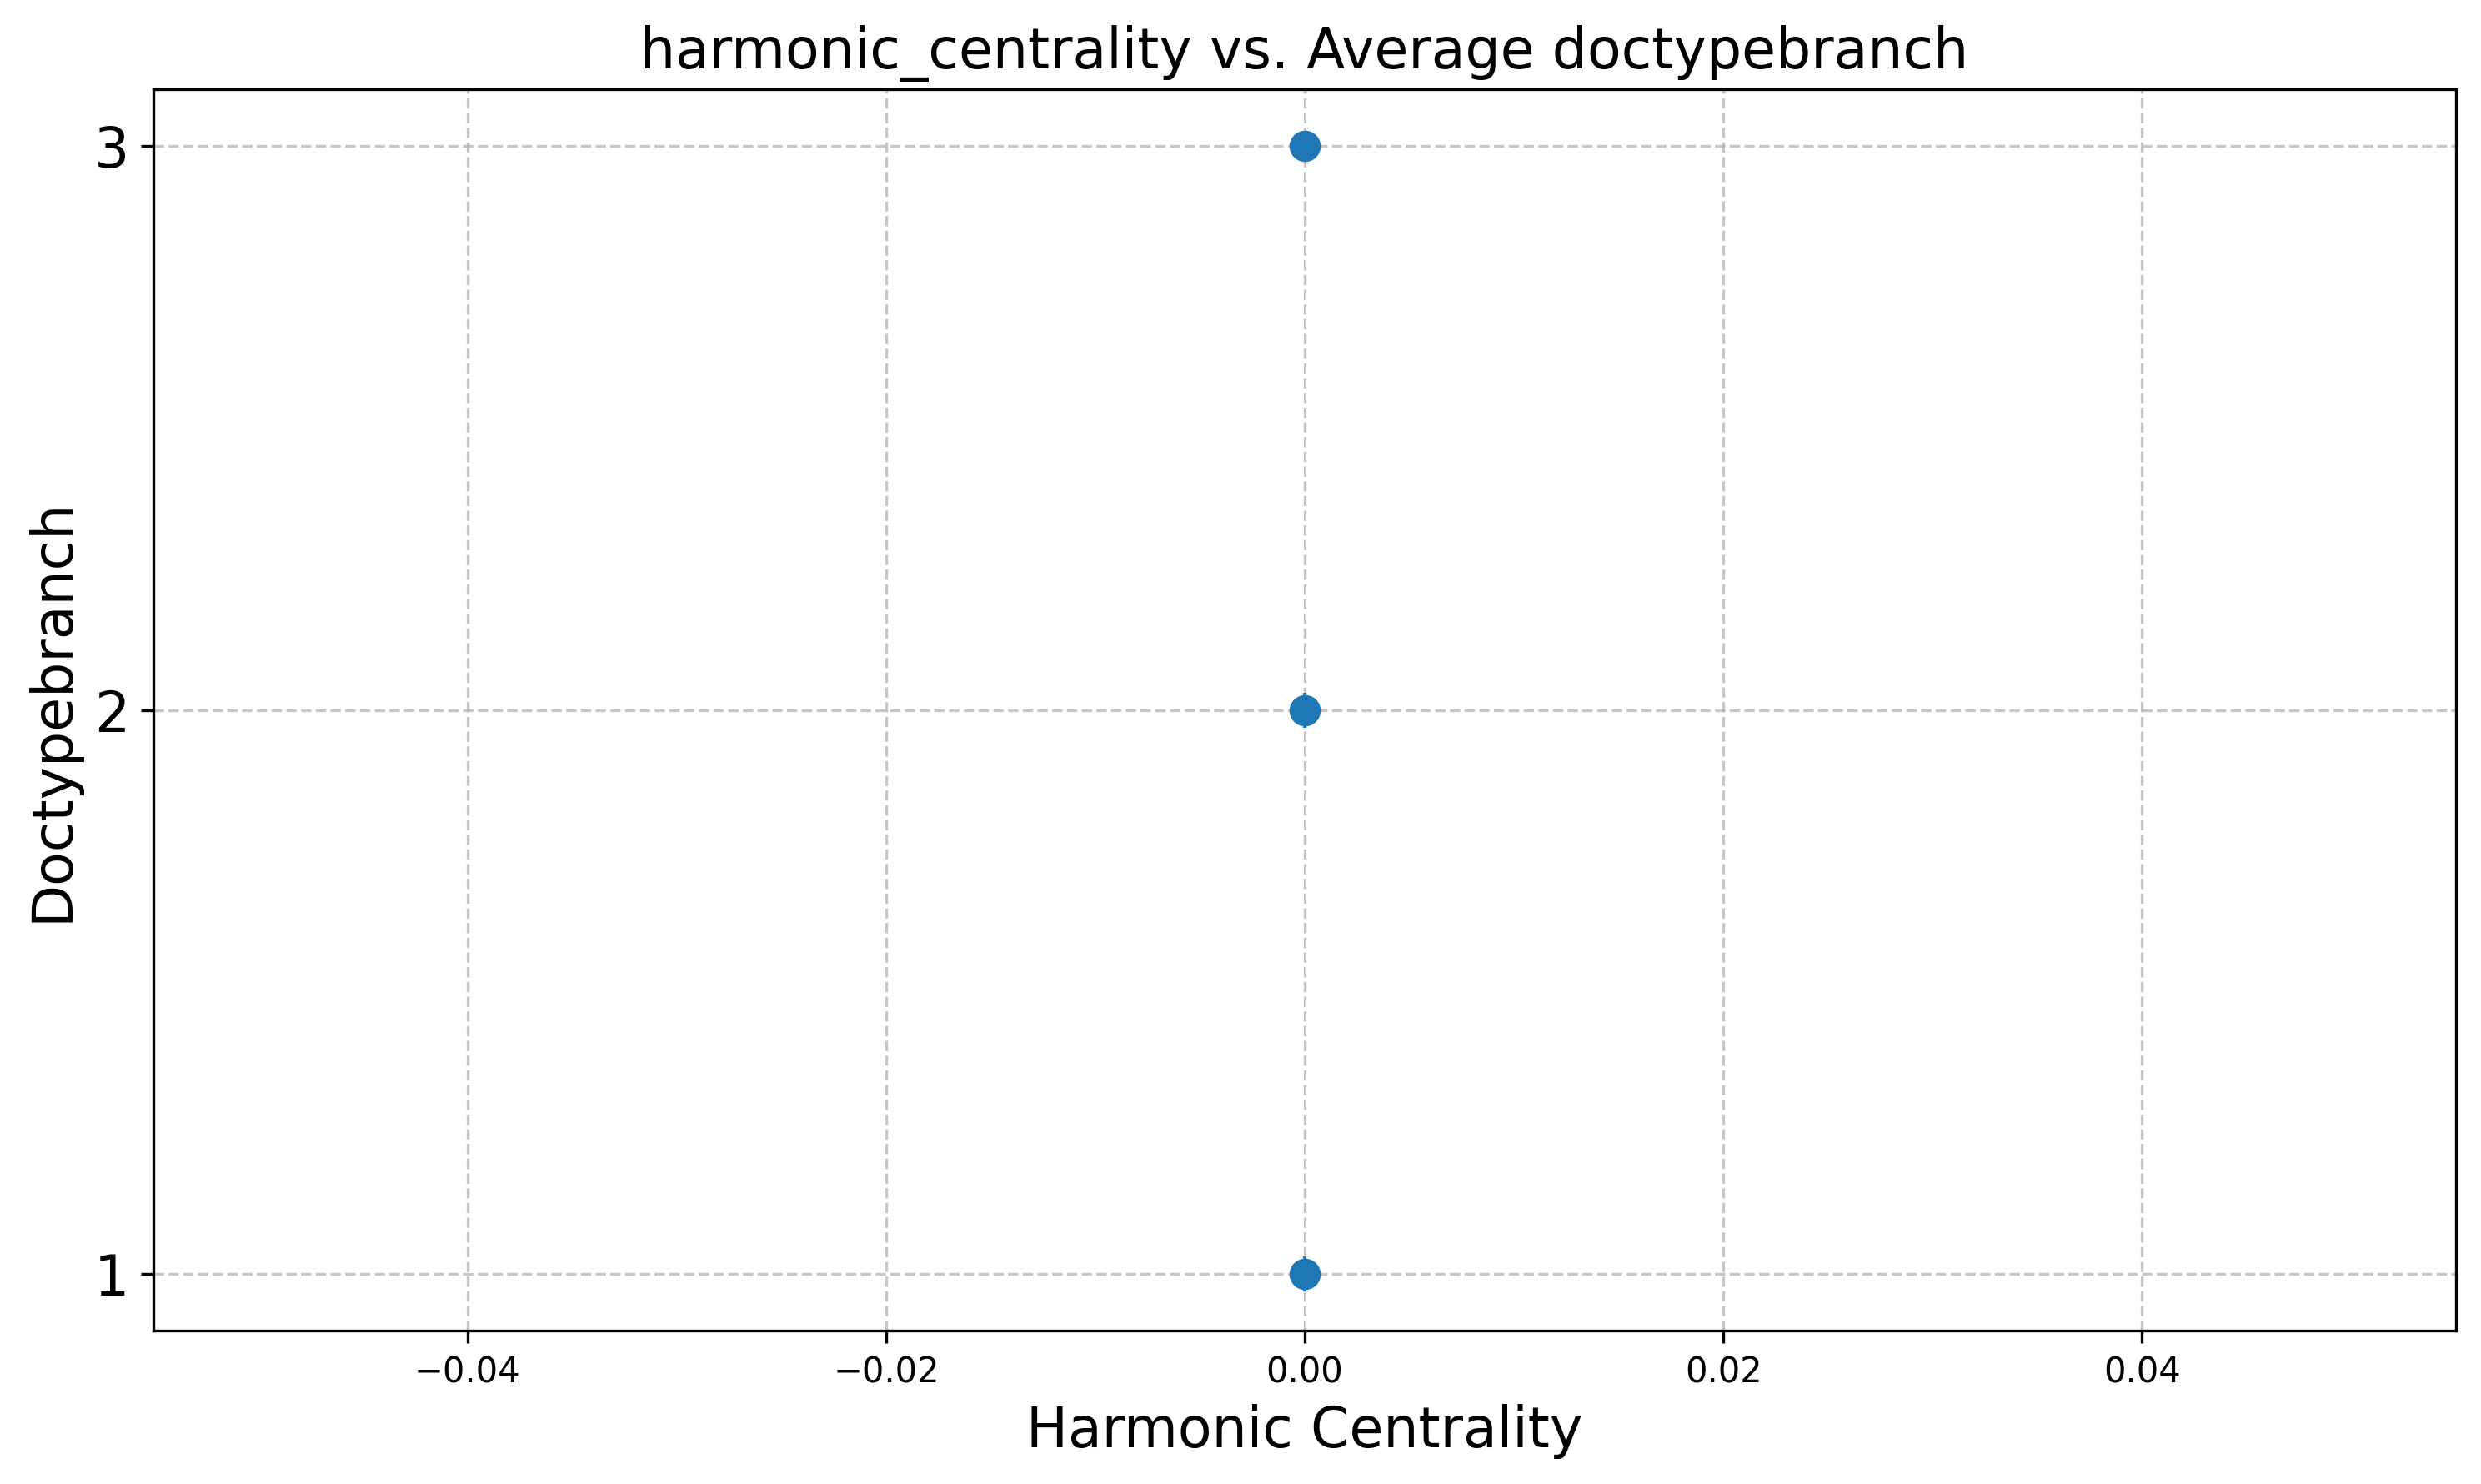 harmonic_centrality vs. Average doctypebranch
3
2
1
Doctypebranch
−0.04 −0.02 0.00 0.02 0.04
Harmonic Centrality